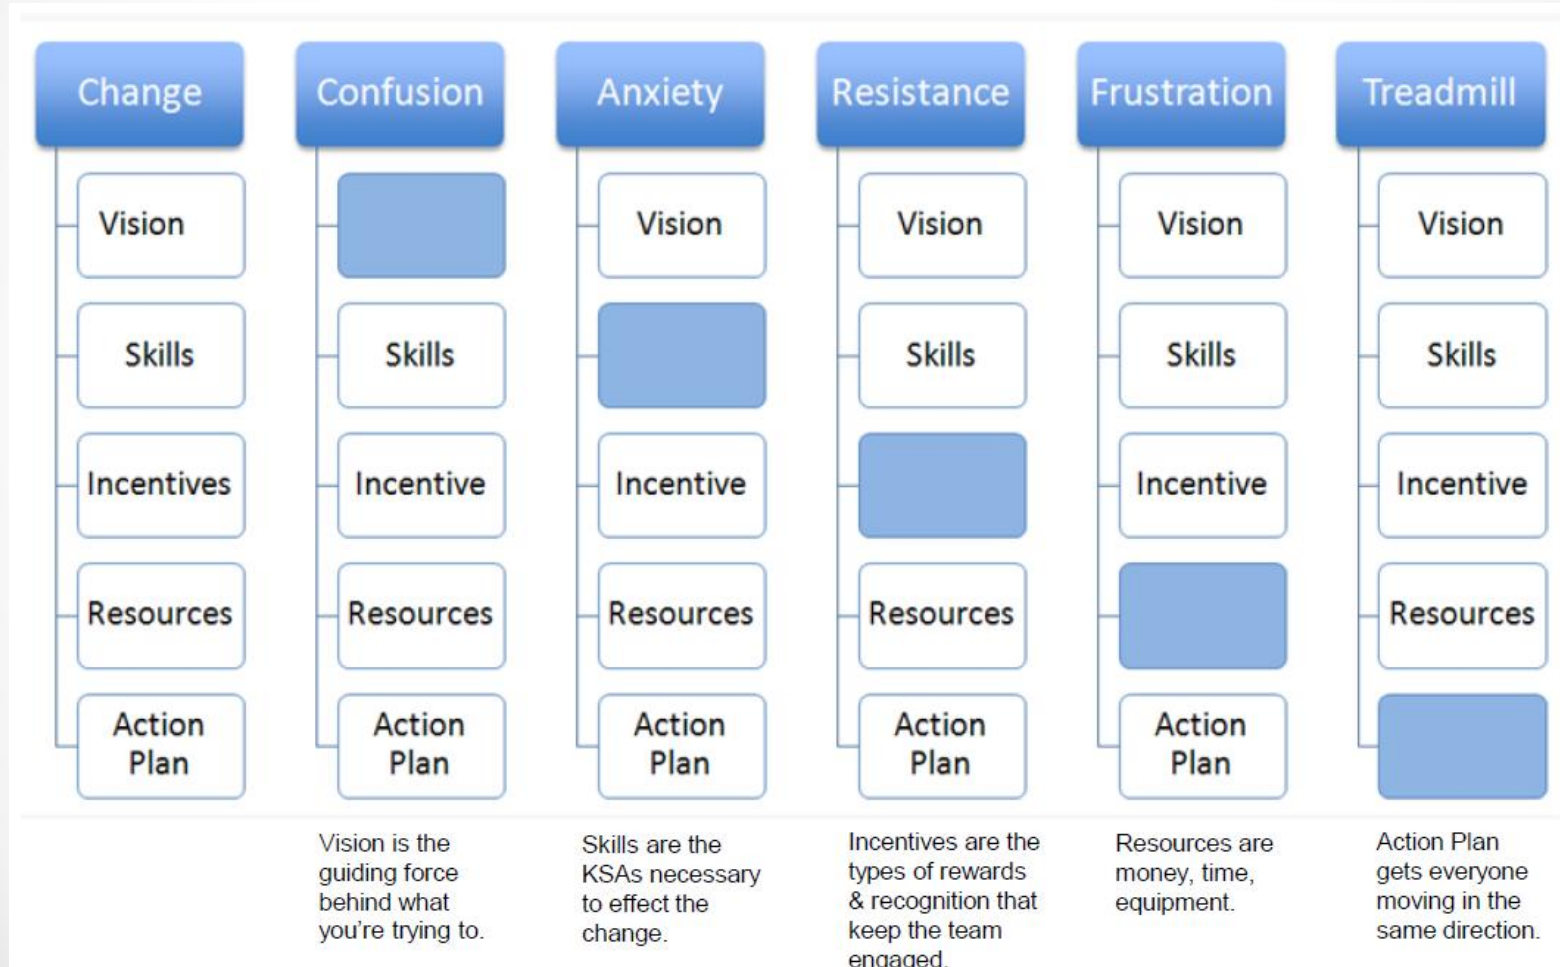 Change
Confusion
Anxiety
Resistance
Frustration
Treadmill
Vision
Skills
Incentives
Resources
Action
Plan
Skills
Incentive
Resources
Action
Plan
Vision is the
guiding force
behind what
you're trying to.
Vision
Incentive
Resources
Action
Plan
Skills are the
KSAs necessary
to effect the
change.
Vision
Skills
Resources
Action
Plan
Incentives are the
types of rewards
& recognition that
keep the team
engaged.
Vision
Skills
Incentive
Action
Plan
Resources are
money, time,
equipment.
Vision
Skills
Incentive
Resources
Action Plan
gets everyone
moving in the
same direction.